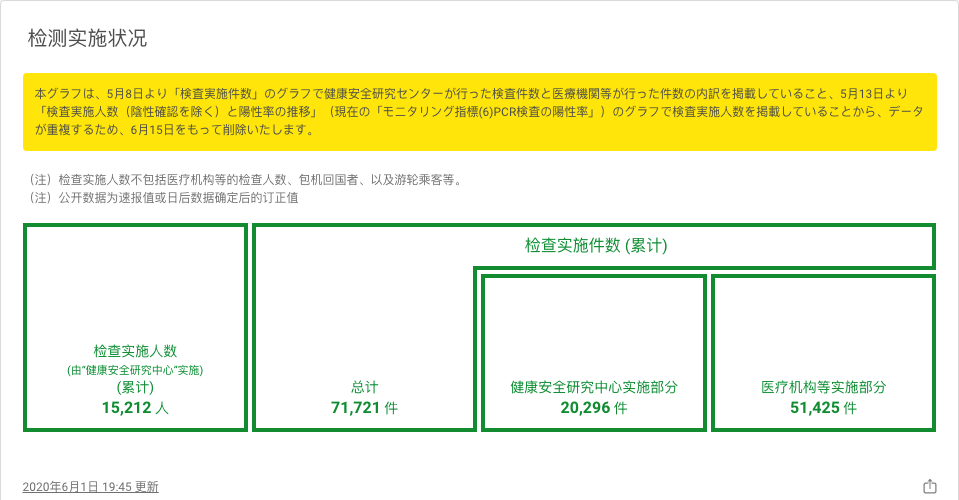 检测实施状况
本グラフは、5月8日より「検査実施件数」のグラフで健康安全研究センターが行った検査件数と医療機関等が行った件数の内訳を掲載していること、5月13日より
「検査実施人数（陰性確認を除く）と陽性率の推移」（現在の「モニタリング指標(6)PCR検査の陽性率」）のグラフで検査実施人数を掲載していることから、データ
が重複するため、6月15日をもって削除いたします。
（注）检查实施人数不包括医疗机构等的检查人数、包机回国者、以及游轮乘客等。
（注）公开数据为速报值或日后数据确定后的订正值
检查实施件数 (累计)
检查实施人数
(由“健康安全研究中心”实施)
(累计)
15,212 人
总计
71,721 件
健康安全研究中心实施部分
20,296 件
医疗机构等实施部分
51,425 件
2020年6月1日 19:45 更新